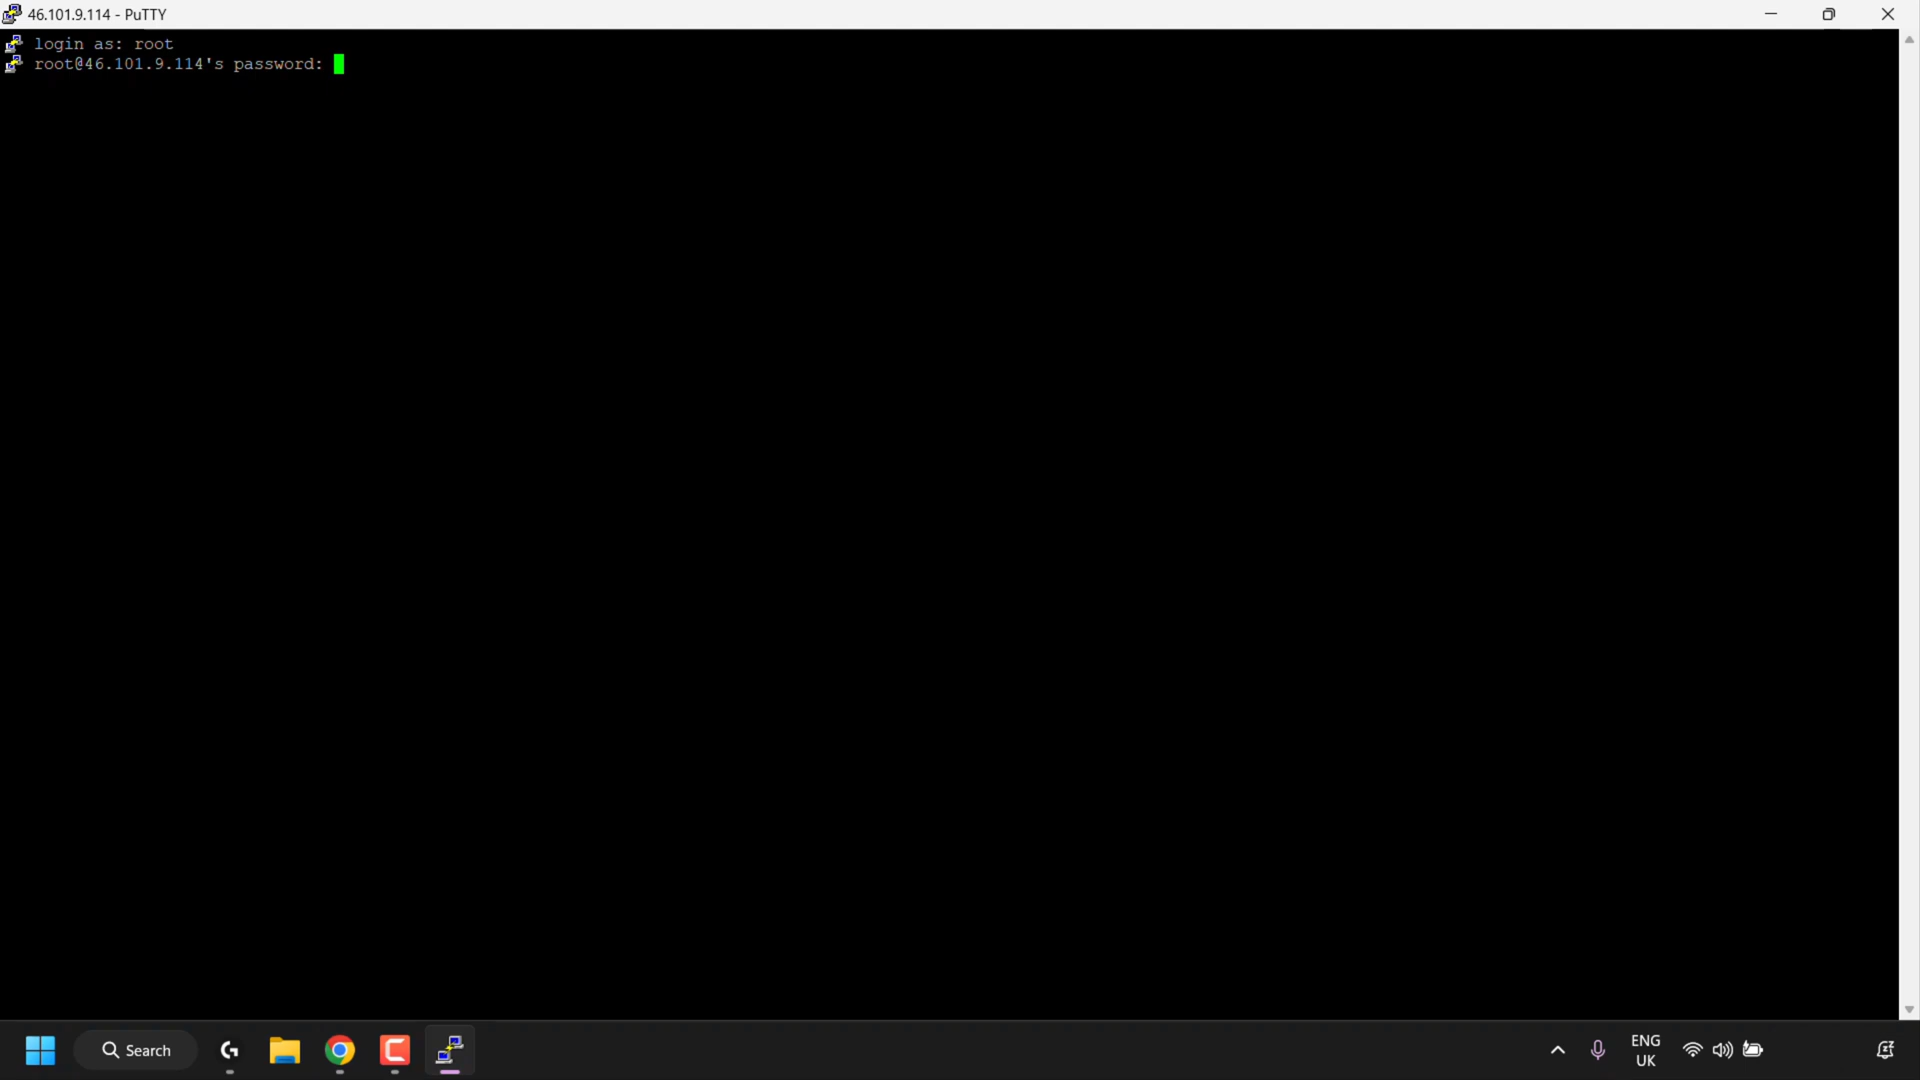 46.101.9.114 - PuTTY
login as: root
root@46.101.9.114's password:
Search
ENG
UK